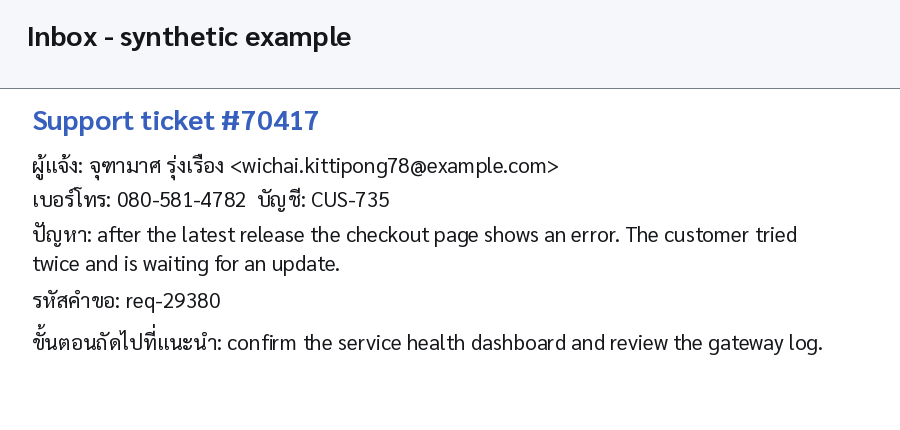 Inbox - synthetic example
Support ticket #70417
ผู้แจ้ง: จุฑามาศ รุ่งเรือง <wichai.kittipong78@example.com>
เบอร์โทร: 080-581-4782 บัญชี: CUS-735
ปัญหา: after the latest release the checkout page shows an error. The customer tried
twice and is waiting for an update.
รหัสคำขอ: req-29380
ขั้นตอนถัดไปที่แนะนำ: confirm the service health dashboard and review the gateway log.